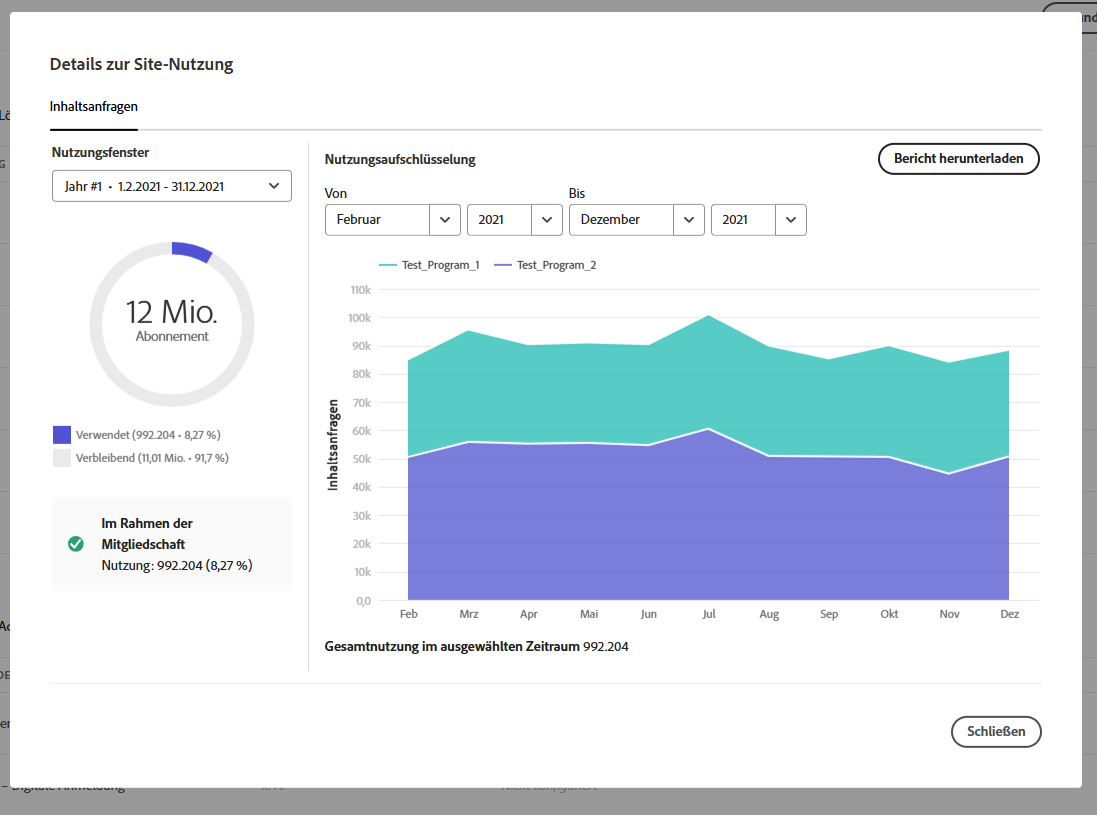 Details zur Site-Nutzung
Inhaltsanfragen
Nutzungsfenster
Jahr #1 • 1.2.2021 - 31.12.2021
12 Mio.
Abonnement
Verwendet (992.204 • 8,27 %)
Verbleibend (11,01 Mio. • 91,7 %)
Im Rahmen der
Mitgliedschaft
Nutzung: 992.204 (8,27 %)
Nutzungsaufschlüsselung
Bericht herunterladen
Von
Bis
Februar
2021
Dezember
2021
Test_Program_1
Test_Program_2
Inhaltsanfragen
110k
100k
90k
80k
70k
60k
50k
40k
30k
20k
10k
0,0
Feb
Mrz
Apr
Mai
Jun
Jul
Aug
Sep
Okt
Nov
Dez
Gesamtnutzung im ausgewählten Zeitraum 992.204
Schließen